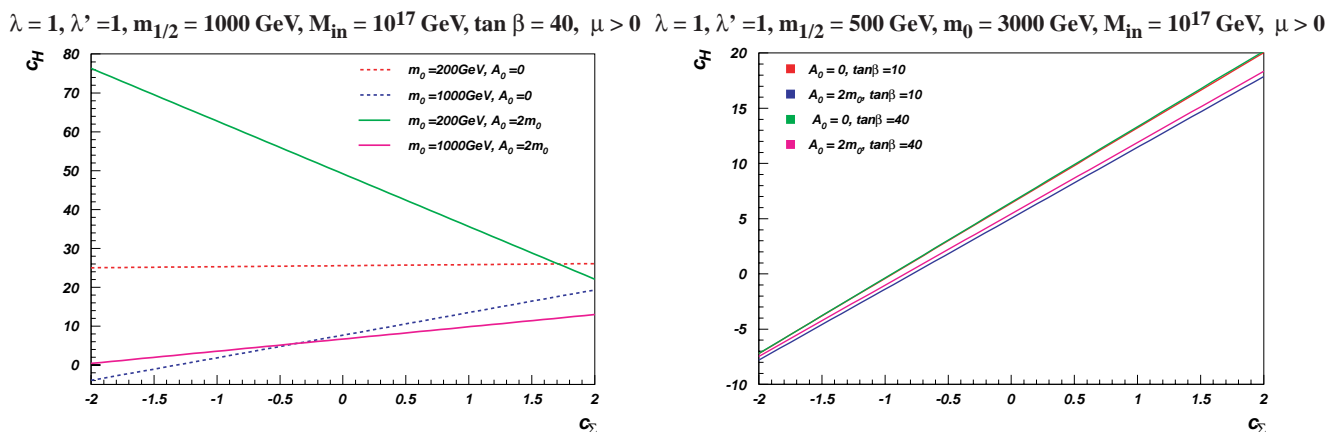 λ = 1, λ’ =1, m1/2 = 1000 GeV, Min = 10^17 GeV, tan β = 40, μ > 0
cH
80
70
60
50
40
30
20
10
0
m0 =200GeV, A0 =0
m0 =1000GeV, A0 =0
m0 =200GeV, A0 =2m0
m0 =1000GeV, A0 =2m0
-2 -1.5 -1 -0.5 0 0.5 1 1.5 2
cΣ
λ = 1, λ’ =1, m1/2 = 500 GeV, m0 = 3000 GeV, Min = 10^17 GeV, μ > 0
cH
20
15
10
5
0
-5
-10
A0 = 0, tanβ =10
A0 = 2m0, tanβ =10
A0 = 0, tanβ =40
A0 = 2m0, tanβ =40
-2 -1.5 -1 -0.5 0 0.5 1 1.5 2
cΣ